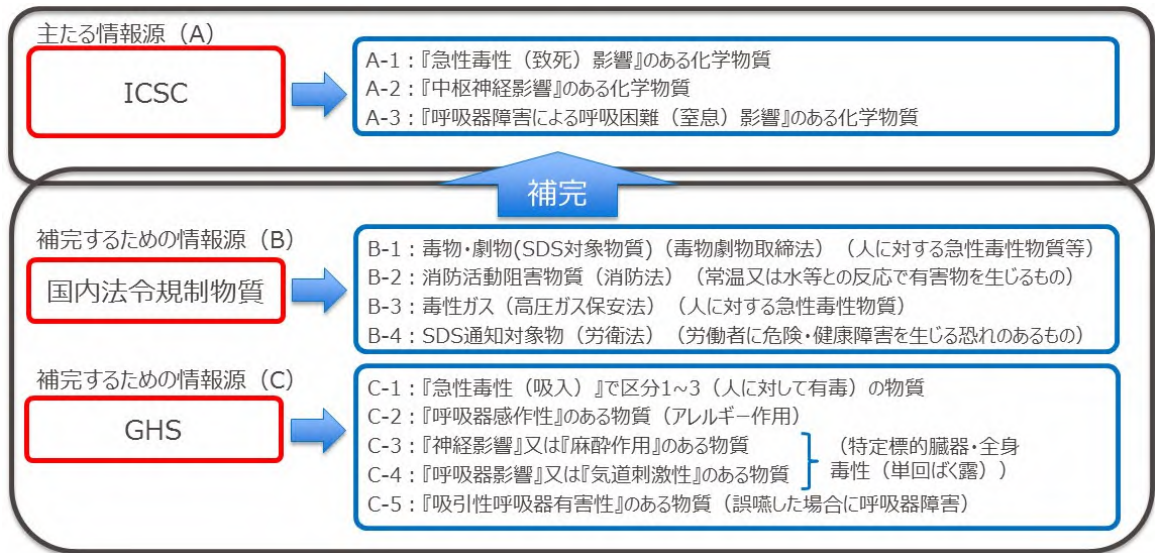 主たる情報源（A）
ICSC
A-1：『急性毒性（致死）影響』のある化学物質
A-2：『中枢神経影響』のある化学物質
A-3：『呼吸器障害による呼吸困難（窒息）影響』のある化学物質
補完
補完するための情報源（B）
国内法令規制物質
B-1：毒物・劇物(SDS対象物質)（毒物劇物取締法）（人に対する急性毒性物質等）
B-2：消防活動阻害物質（消防法）（常温又は水等との反応で有害物を生じるもの）
B-3：毒性ガス（高圧ガス保安法）（人に対する急性毒性物質）
B-4：SDS通知対象物（労衛法）（労働者に危険・健康障害を生じる恐れのあるもの）
補完するための情報源（C）
GHS
C-1：『急性毒性（吸入）』で区分1~3（人に対して有毒）の物質
C-2：『呼吸器感作性』のある物質（アレルギー作用）
C-3：『神経影響』又は『麻酔作用』のある物質
C-4：『呼吸器影響』又は『気道刺激性』のある物質
（特定標的臓器・全身
毒性（単回ばく露））
C-5：『吸引性呼吸器有害性』のある物質（誤嚥した場合に呼吸器障害）